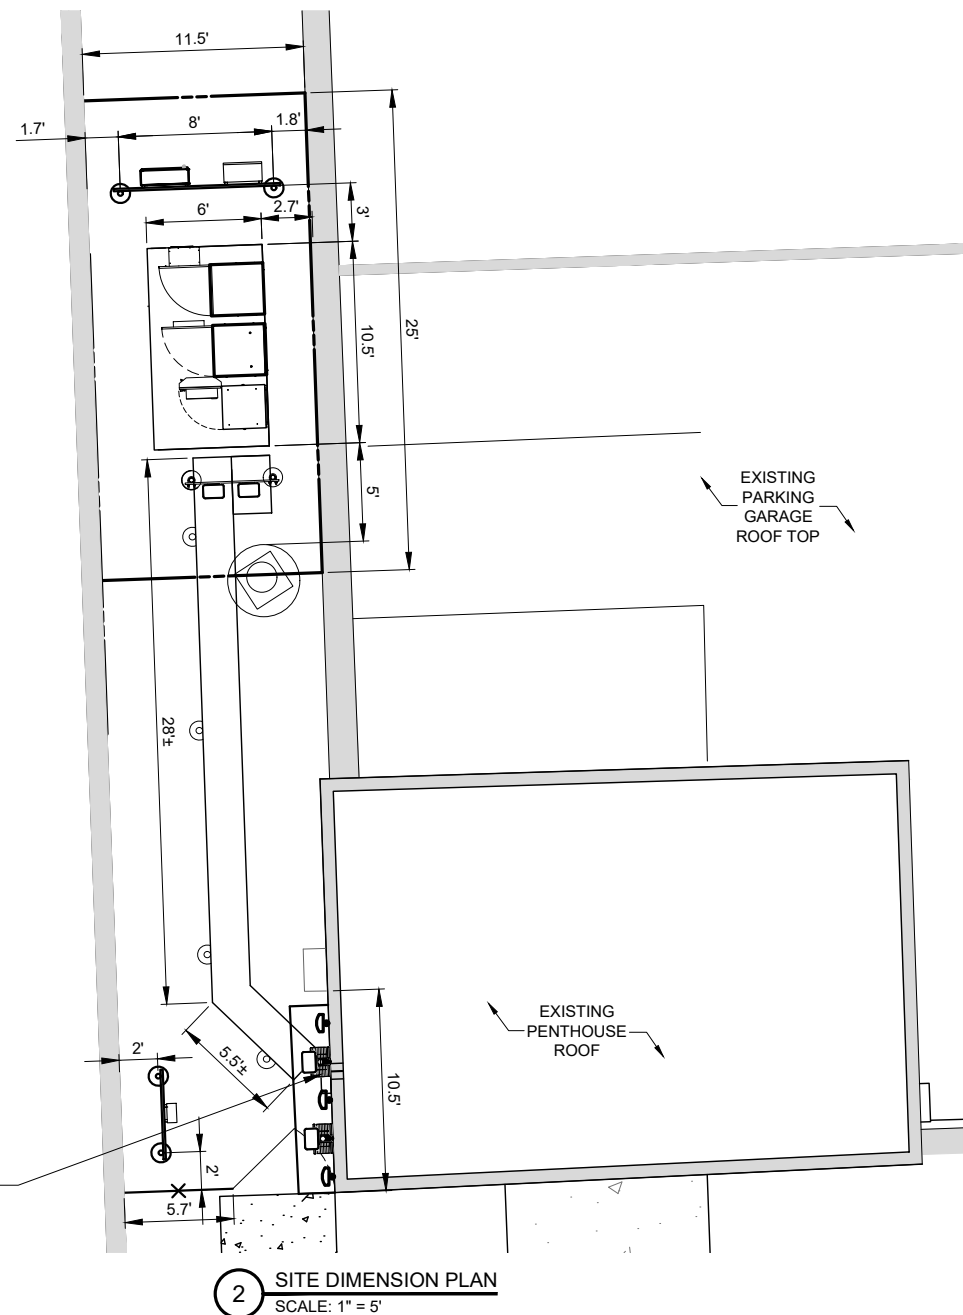 11.5'
1.7'
8'
1.8'
6'
2.7'
3'
10.5'
25'
5'
EXISTING
PARKING
GARAGE
ROOF TOP
28'±
EXISTING
PENTHOUSE
ROOF
2'
5.5'±
10.5'
2'
5.7'
2
SITE DIMENSION PLAN
SCALE: 1" = 5'